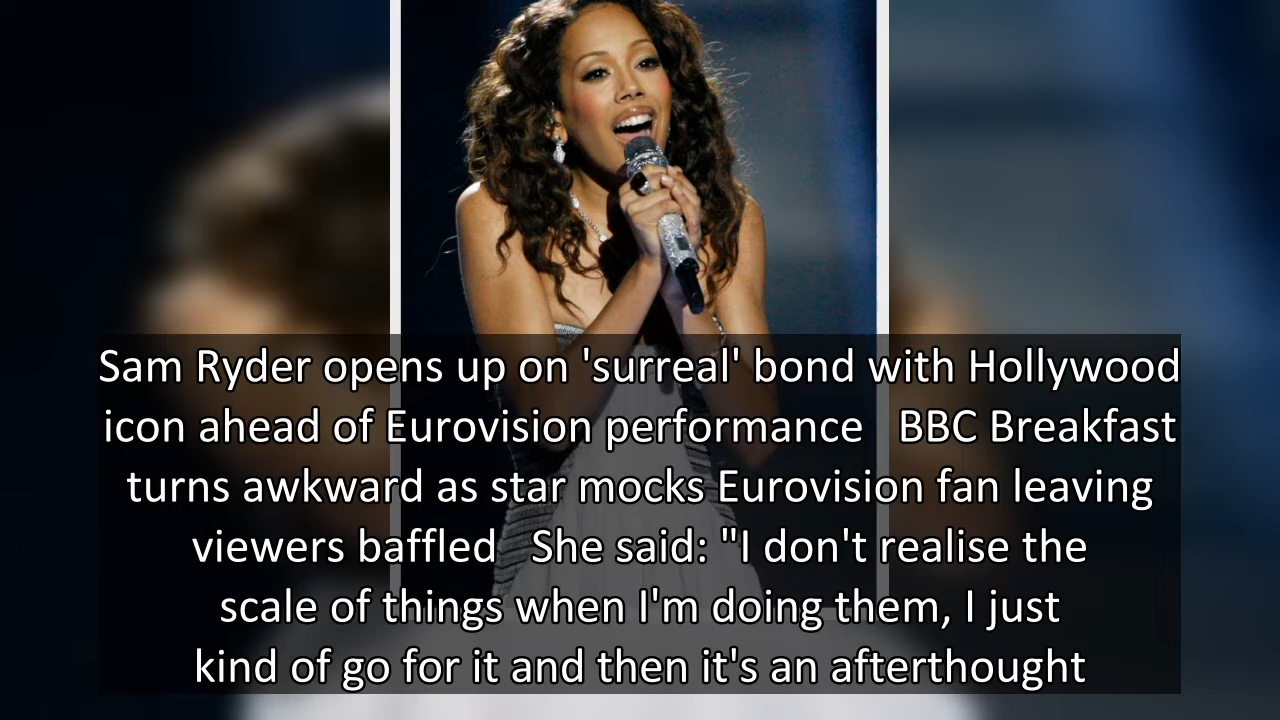 Sam Ryder opens up on 'surreal' bond with Hollywood
icon ahead of Eurovision performance   BBC Breakfast
turns awkward as star mocks Eurovision fan leaving
viewers baffled   She said: "I don't realise the
scale of things when I'm doing them, I just
kind of go for it and then it's an afterthought